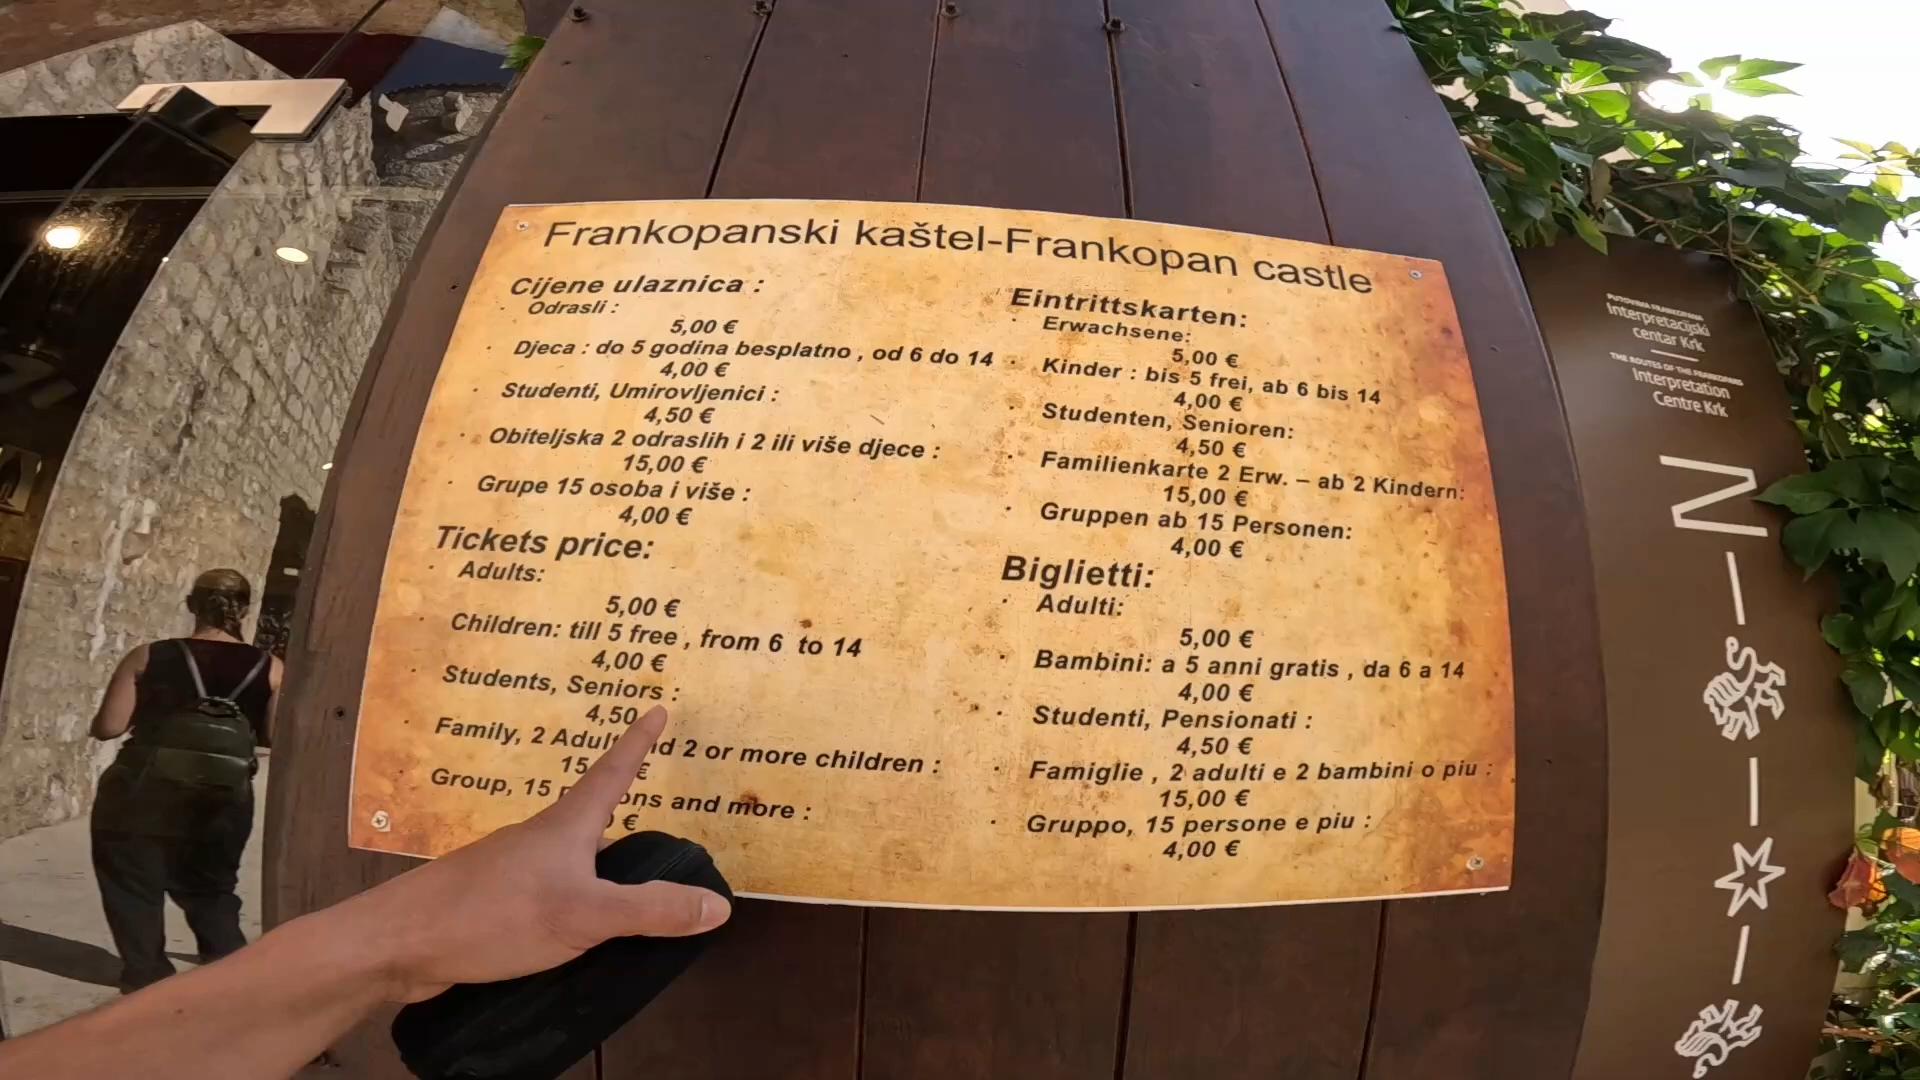 Frankopanski kaštel-Frankopan castle
Cijene ulaznica :
Odrasli :
5,00 €
Djeca : do 5 godina besplatno , od 6 do 14
4,00 €
Studenti, Umirovljenici :
4,50 €
Obiteljska 2 odraslih i 2 ili više djece :
15,00 €
Grupe 15 osoba i više :
4,00 €
Tickets price:
Adults:
5,00 €
Children: till 5 free , from 6 to 14
4,00 €
Students, Seniors :
4,50
Family, 2 Adult 2 or more children :
15 €
Group, 15 and more :
€
Eintrittskarten:
Erwachsene:
5,00 €
Kinder : bis 5 frei, ab 6 bis 14
4,00 €
Studenten, Senioren:
4,50 €
Familienkarte 2 Erw. – ab 2 Kindern:
15,00 €
Gruppen ab 15 Personen:
4,00 €
Biglietti:
Adulti:
5,00 €
Bambini: a 5 anni gratis , da 6 a 14
4,00 €
Studenti, Pensionati :
4,50 €
Famiglie , 2 adulti e 2 bambini o piu :
15,00 €
Gruppo, 15 persone e piu :
4,00 €
PUTOVIMA FRANKOPANA
Interpretacijski
centar Krk
THE ROUTES OF THE FRANKOPANS
Interpretation
Centre Krk